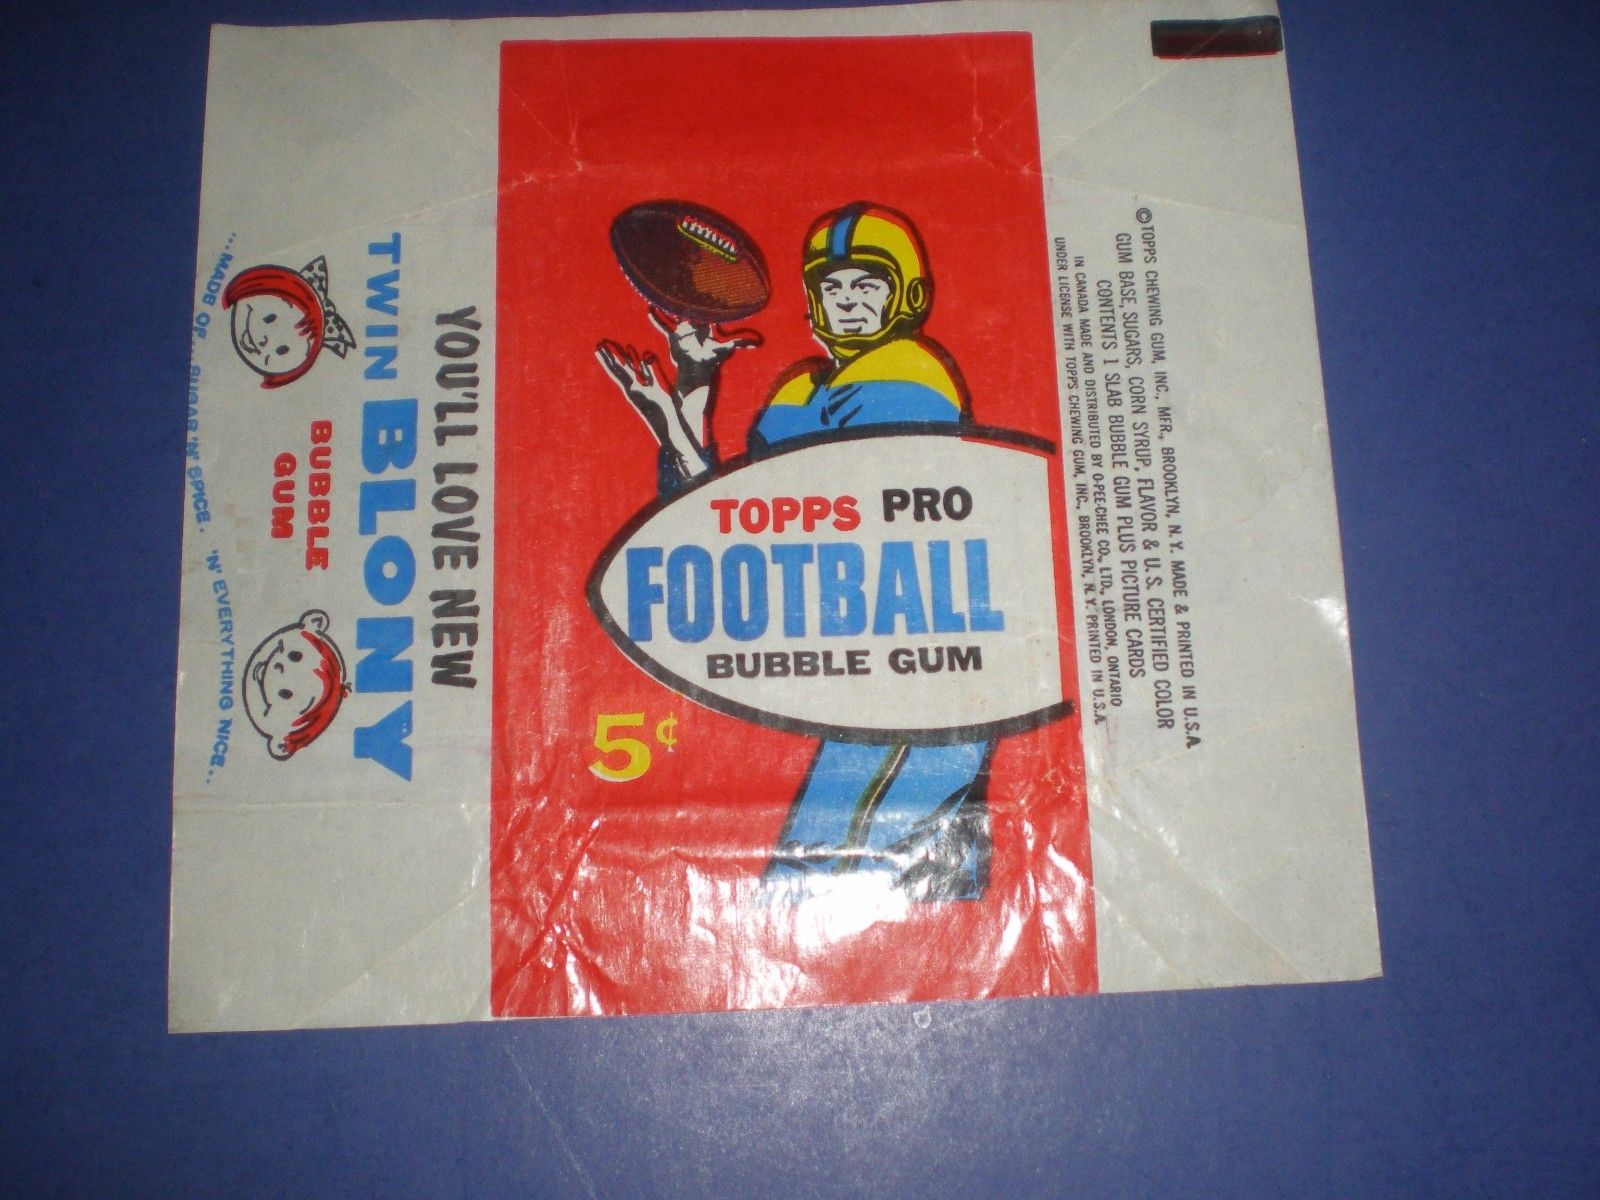 TOPPS PRO
FOOTBALL
BUBBLE GUM
5¢
YOU'LL LOVE NEW
TWIN BLONY
BUBBLE
GUM
"...MADE OF SUGAR 'N' SPICE. 'N' EVERYTHING NICE...
©TOPPS CHEWING GUM, INC., MFR., BROOKLYN, N. Y. MADE & PRINTED IN U.S.A
GUM BASE, SUGARS, CORN SYRUP, FLAVOR & U. S. CERTIFIED COLOR
CONTENTS 1 SLAB BUBBLE GUM PLUS PICTURE CARDS
IN CANADA MADE AND DISTRIBUTED BY O-PEE-CHEE CO., LTD., LONDON, ONTARIO
UNDER LICENSE WITH TOPPS CHEWING GUM, INC., BROOKLYN, N. Y. PRINTED IN U.S.A